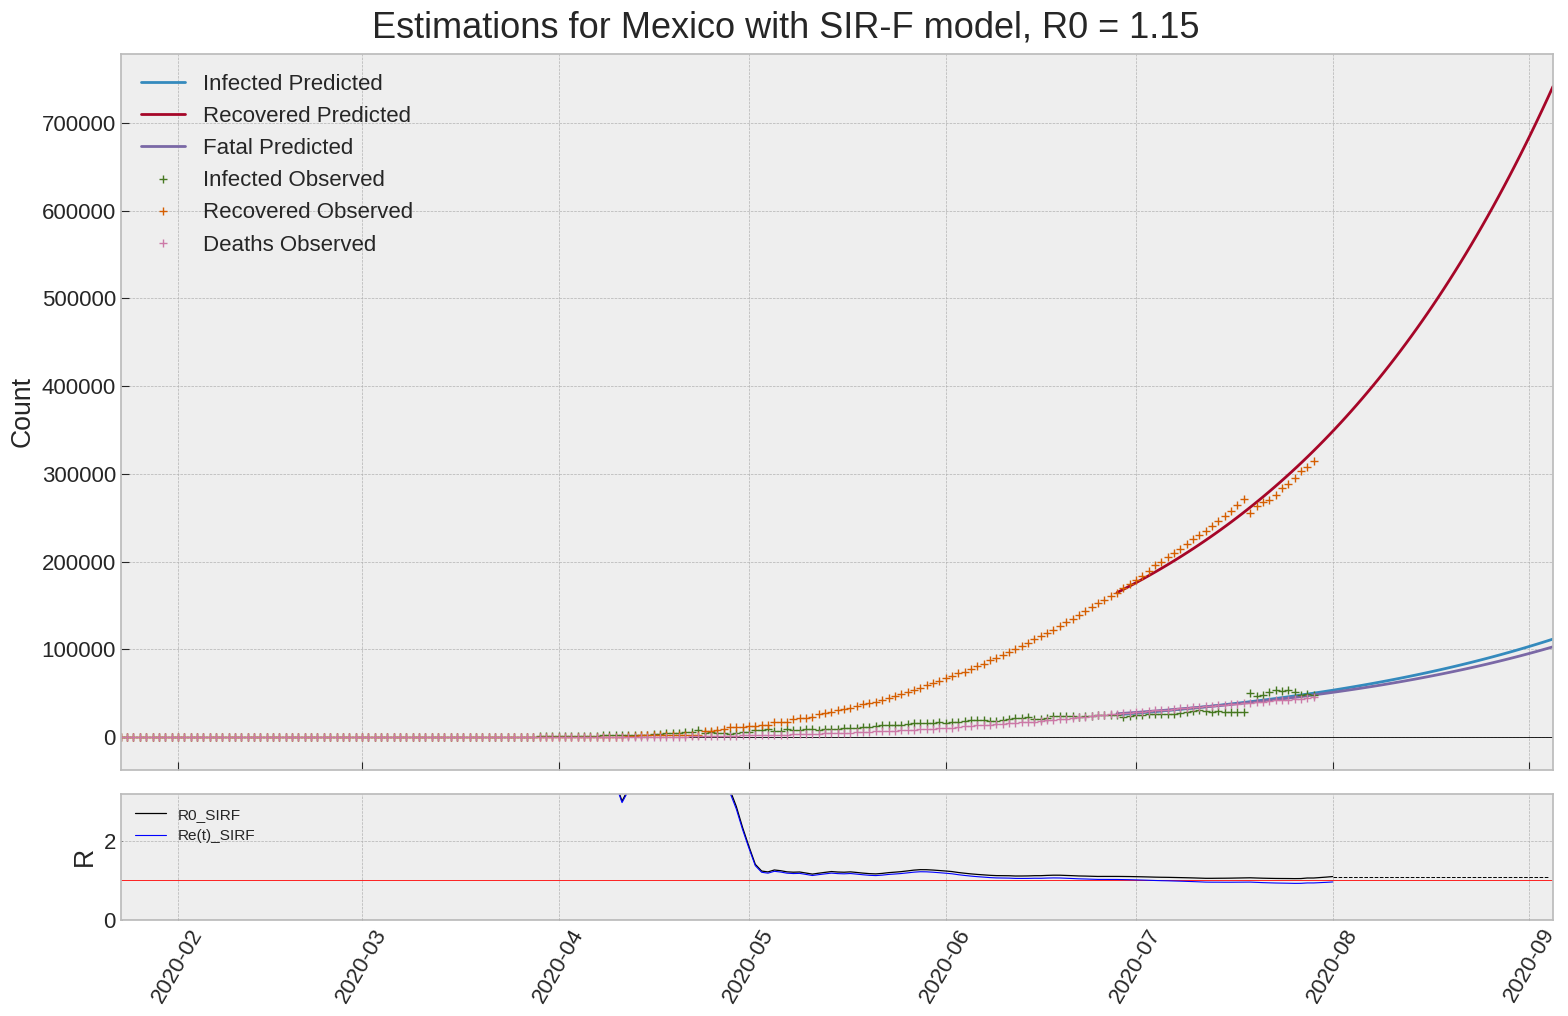 Estimations for Mexico with SIR-F model, R0 = 1.15
Infected Predicted
Recovered Predicted
Fatal Predicted
Infected Observed
Recovered Observed
Deaths Observed
Count
700000
600000
500000
400000
300000
200000
100000
0
R0_SIRF
Re(t)_SIRF
R
2
0
2020-02
2020-03
2020-04
2020-05
2020-06
2020-07
2020-08
2020-09